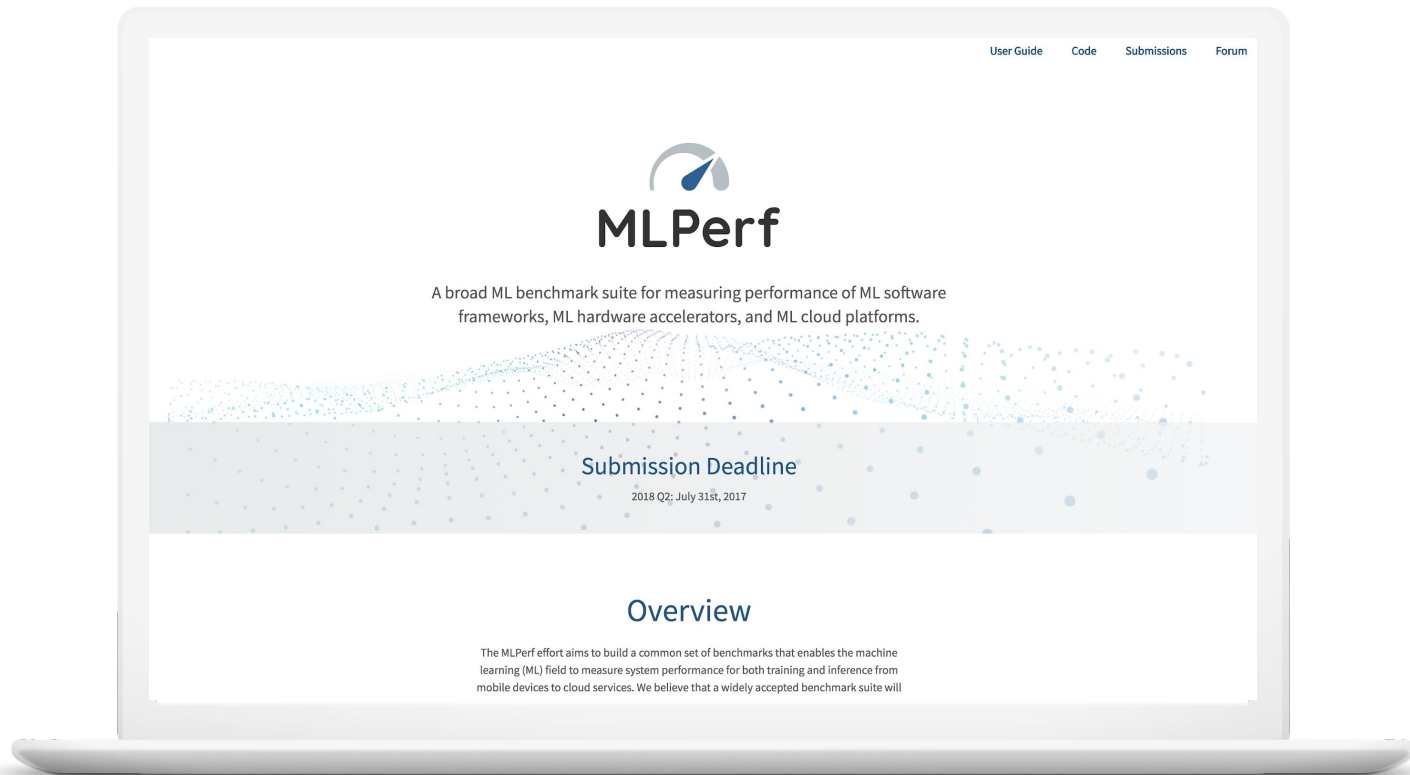 User Guide Code Submissions Forum
MLPerf
A broad ML benchmark suite for measuring performance of ML software
frameworks, ML hardware accelerators, and ML cloud platforms.
Submission Deadline
2018 Q2: July 31st, 2017
Overview
The MLPerf effort aims to build a common set of benchmarks that enables the machine
learning (ML) field to measure system performance for both training and inference from
mobile devices to cloud services. We believe that a widely accepted benchmark suite will